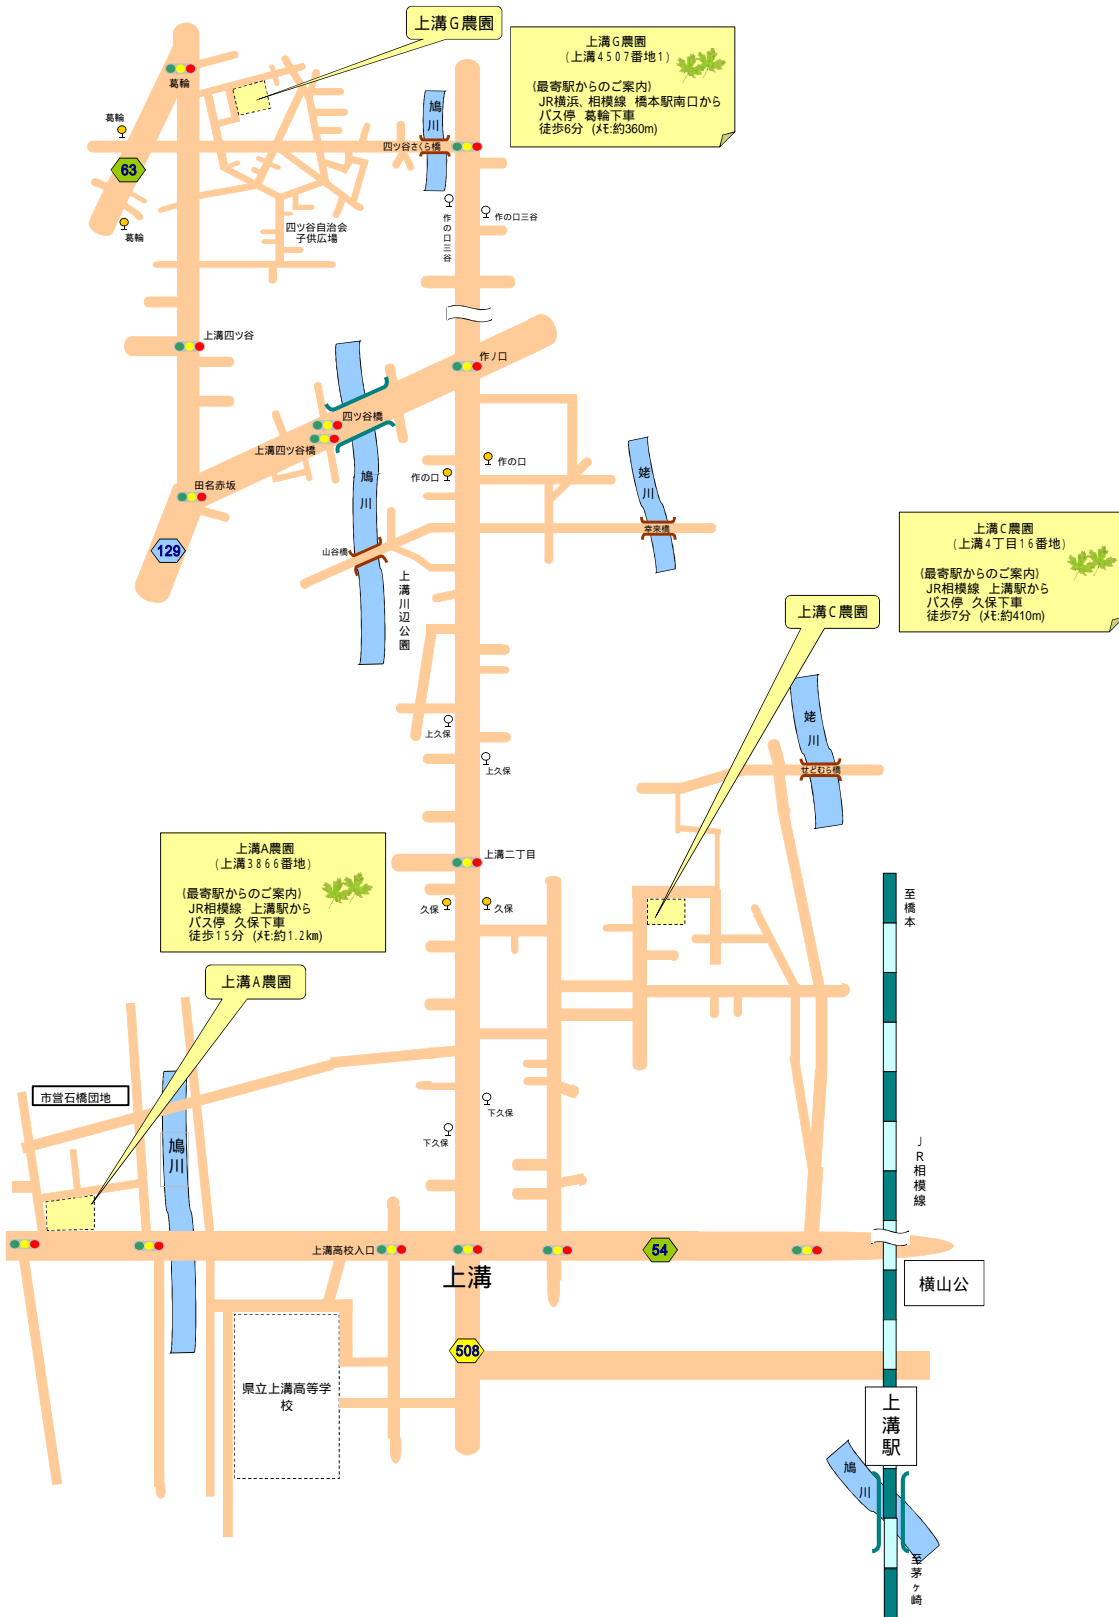 上溝G農園
上溝G農園
(上溝4507番地1)
(最寄駅からのご案内)
JR横浜、相模線 橋本駅南口から
バス停 葛輪下車
徒歩6分 (メモ:約360m)
葛輪
葛輪
63
葛輪
鳩川
四ツ谷さくら橋
作の口三谷
作の口三谷
四ツ谷自治会
子供広場
上溝四ツ谷
作ノ口
四ツ谷橋
上溝四ツ谷橋
作の口
作の口
田名赤坂
鳩川
姥川
幸来橋
129
山谷橋
上溝川辺公園
上溝C農園
(上溝4丁目16番地)
(最寄駅からのご案内)
JR相模線 上溝駅から
バス停 久保下車
徒歩7分 (メモ:約410m)
上溝C農園
姥川
せどむら橋
上久保
上久保
上溝二丁目
久保
久保
上溝A農園
(上溝3866番地)
(最寄駅からのご案内)
JR相模線 上溝駅から
バス停 久保下車
徒歩15分 (メモ:約1.2km)
上溝A農園
至橋本
市営石橋団地
鳩川
下久保
下久保
JR相模線
上溝高校入口
上溝
54
横山公
508
県立上溝高等学
校
上溝駅
鳩川
至茅ヶ崎